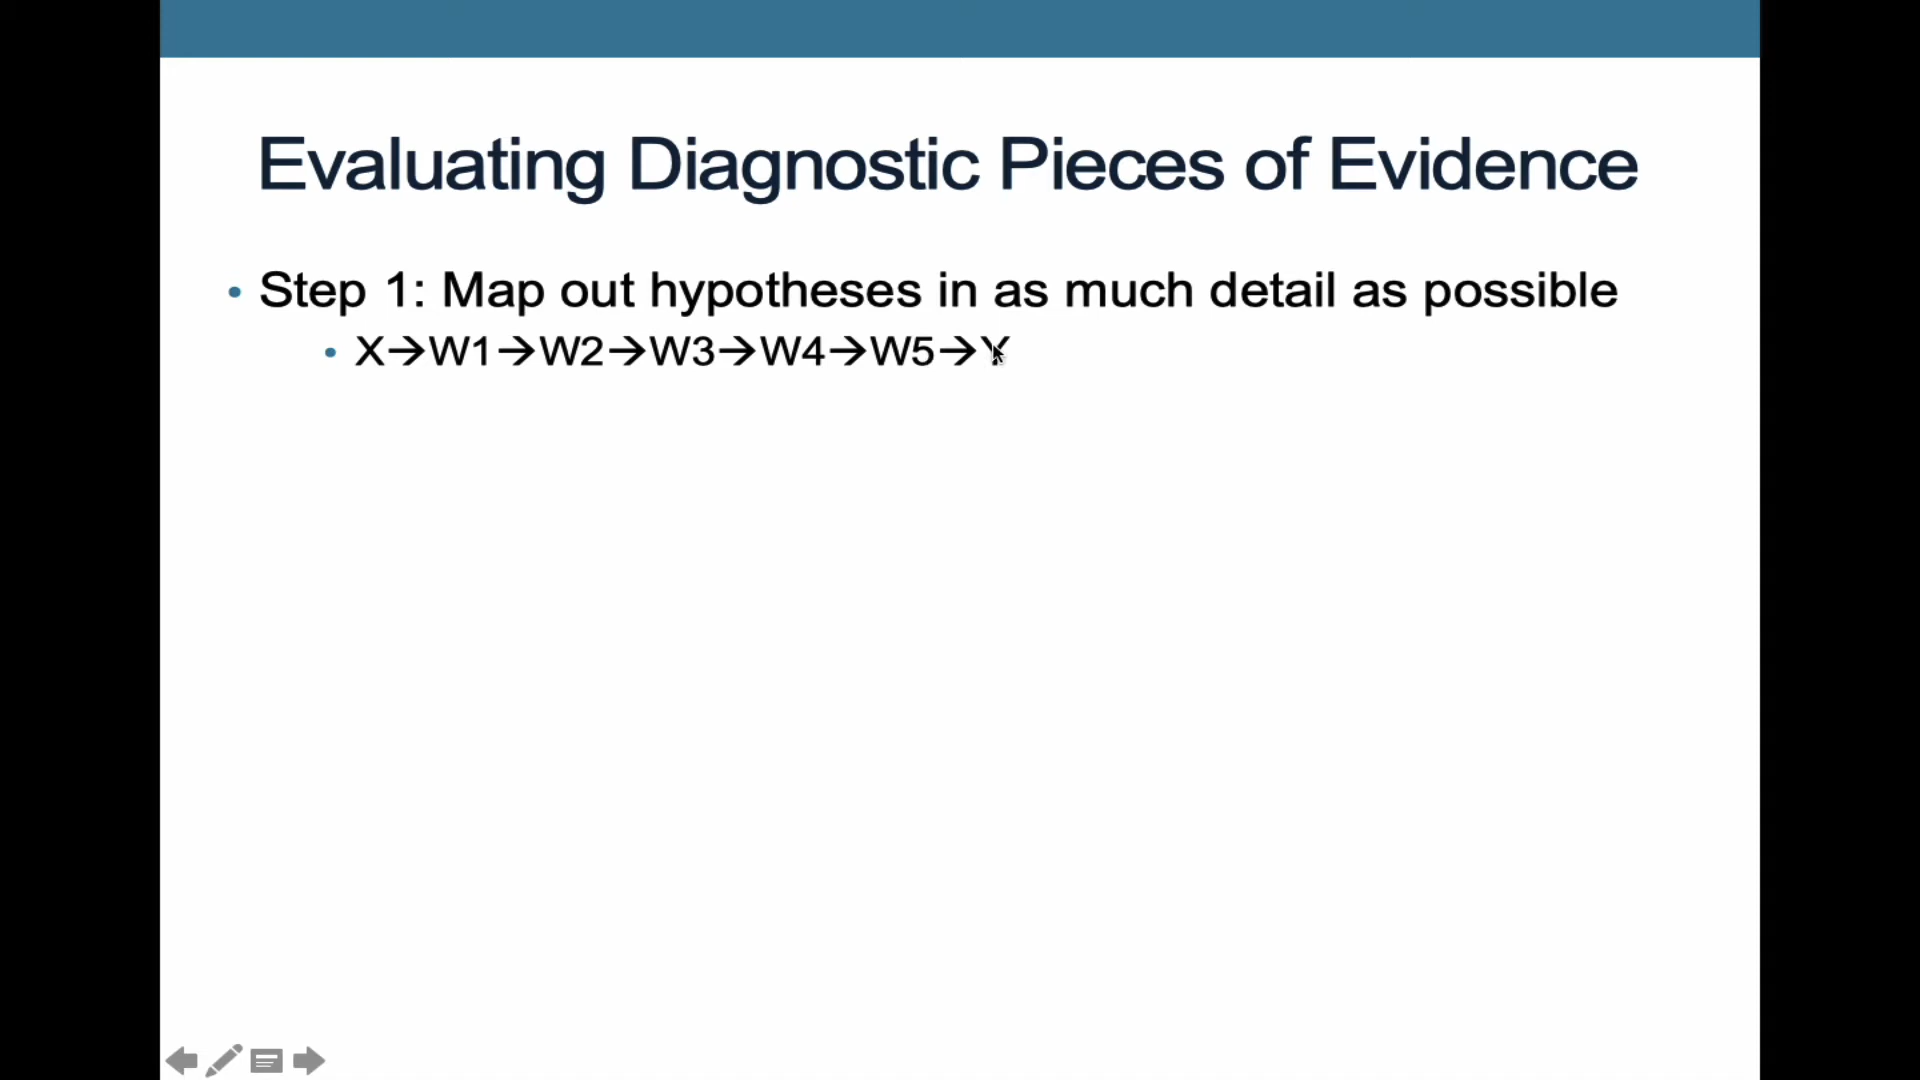 Evaluating Diagnostic Pieces of Evidence
• Step 1: Map out hypotheses in as much detail as possible
• X→W1→W2→W3→W4→W5→Y